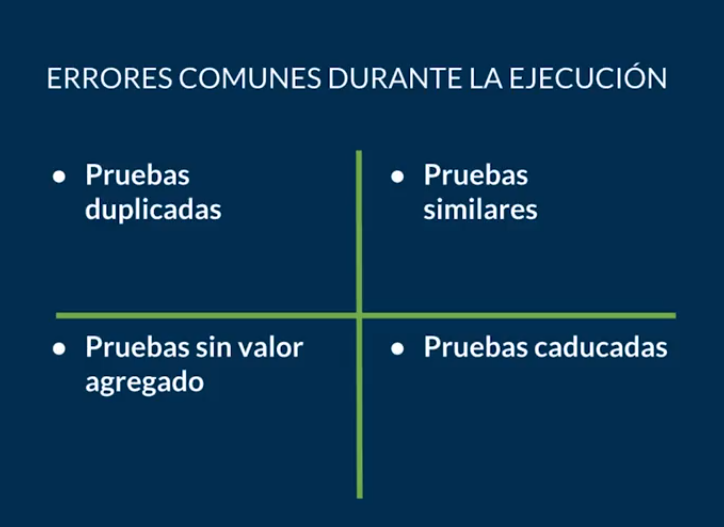 ERRORES COMUNES DURANTE LA EJECUCIÓN
● Pruebas
duplicadas
● Pruebas
similares
● Pruebas sin valor
agregado
● Pruebas caducadas